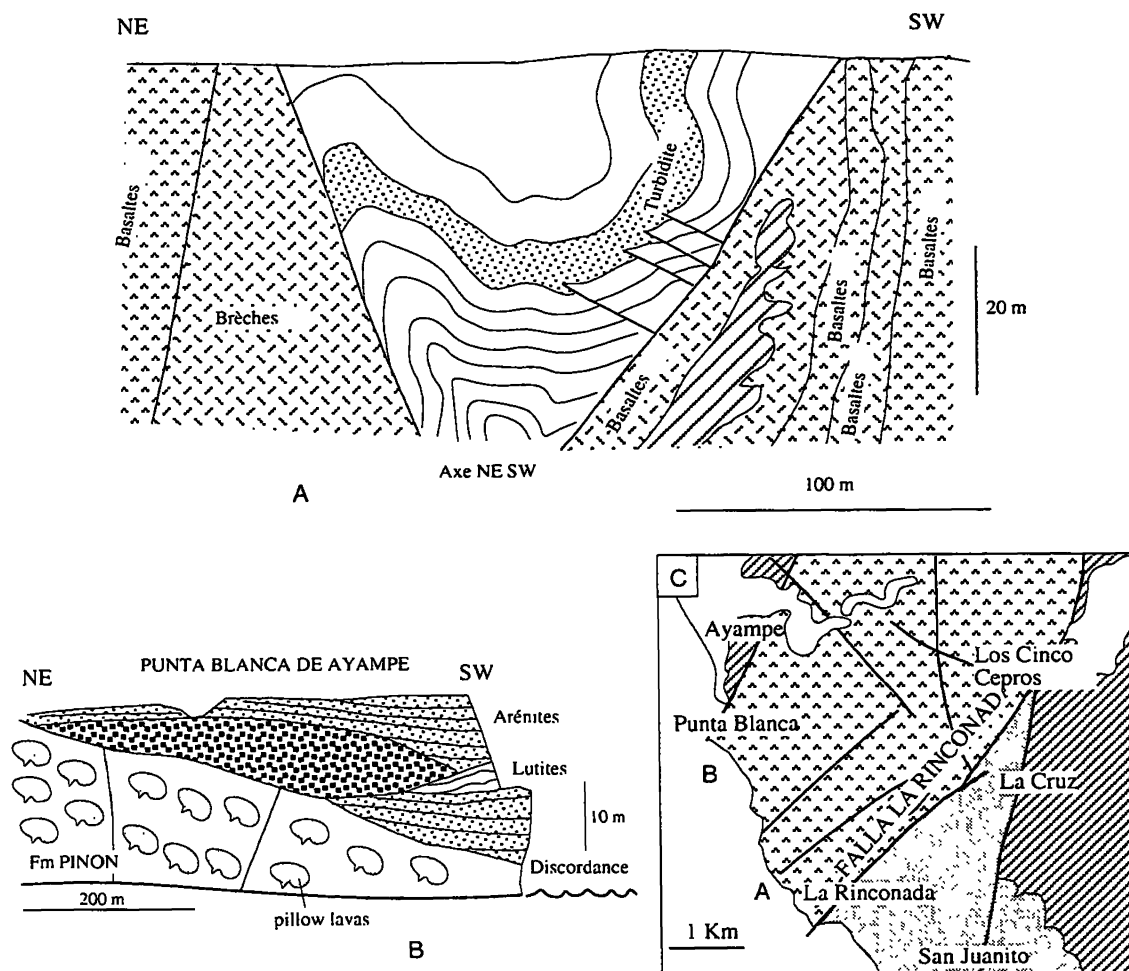 NE
SW
Basaltes
Brèches
Turbidite
Basaltes
Basaltes
Basaltes
Basaltes
20 m
Axe NE SW
A
100 m
PUNTA BLANCA DE AYAMPE
NE
SW
Arénites
Lutites
10 m
Fm PINON
Discordance
200 m
pillow lavas
B
C
Ayampe
Los Cinco
Cepros
Punta Blanca
B
FALLA LA RINCONAD
La Cruz
A
La Rinconada
1 Km
San Juanito